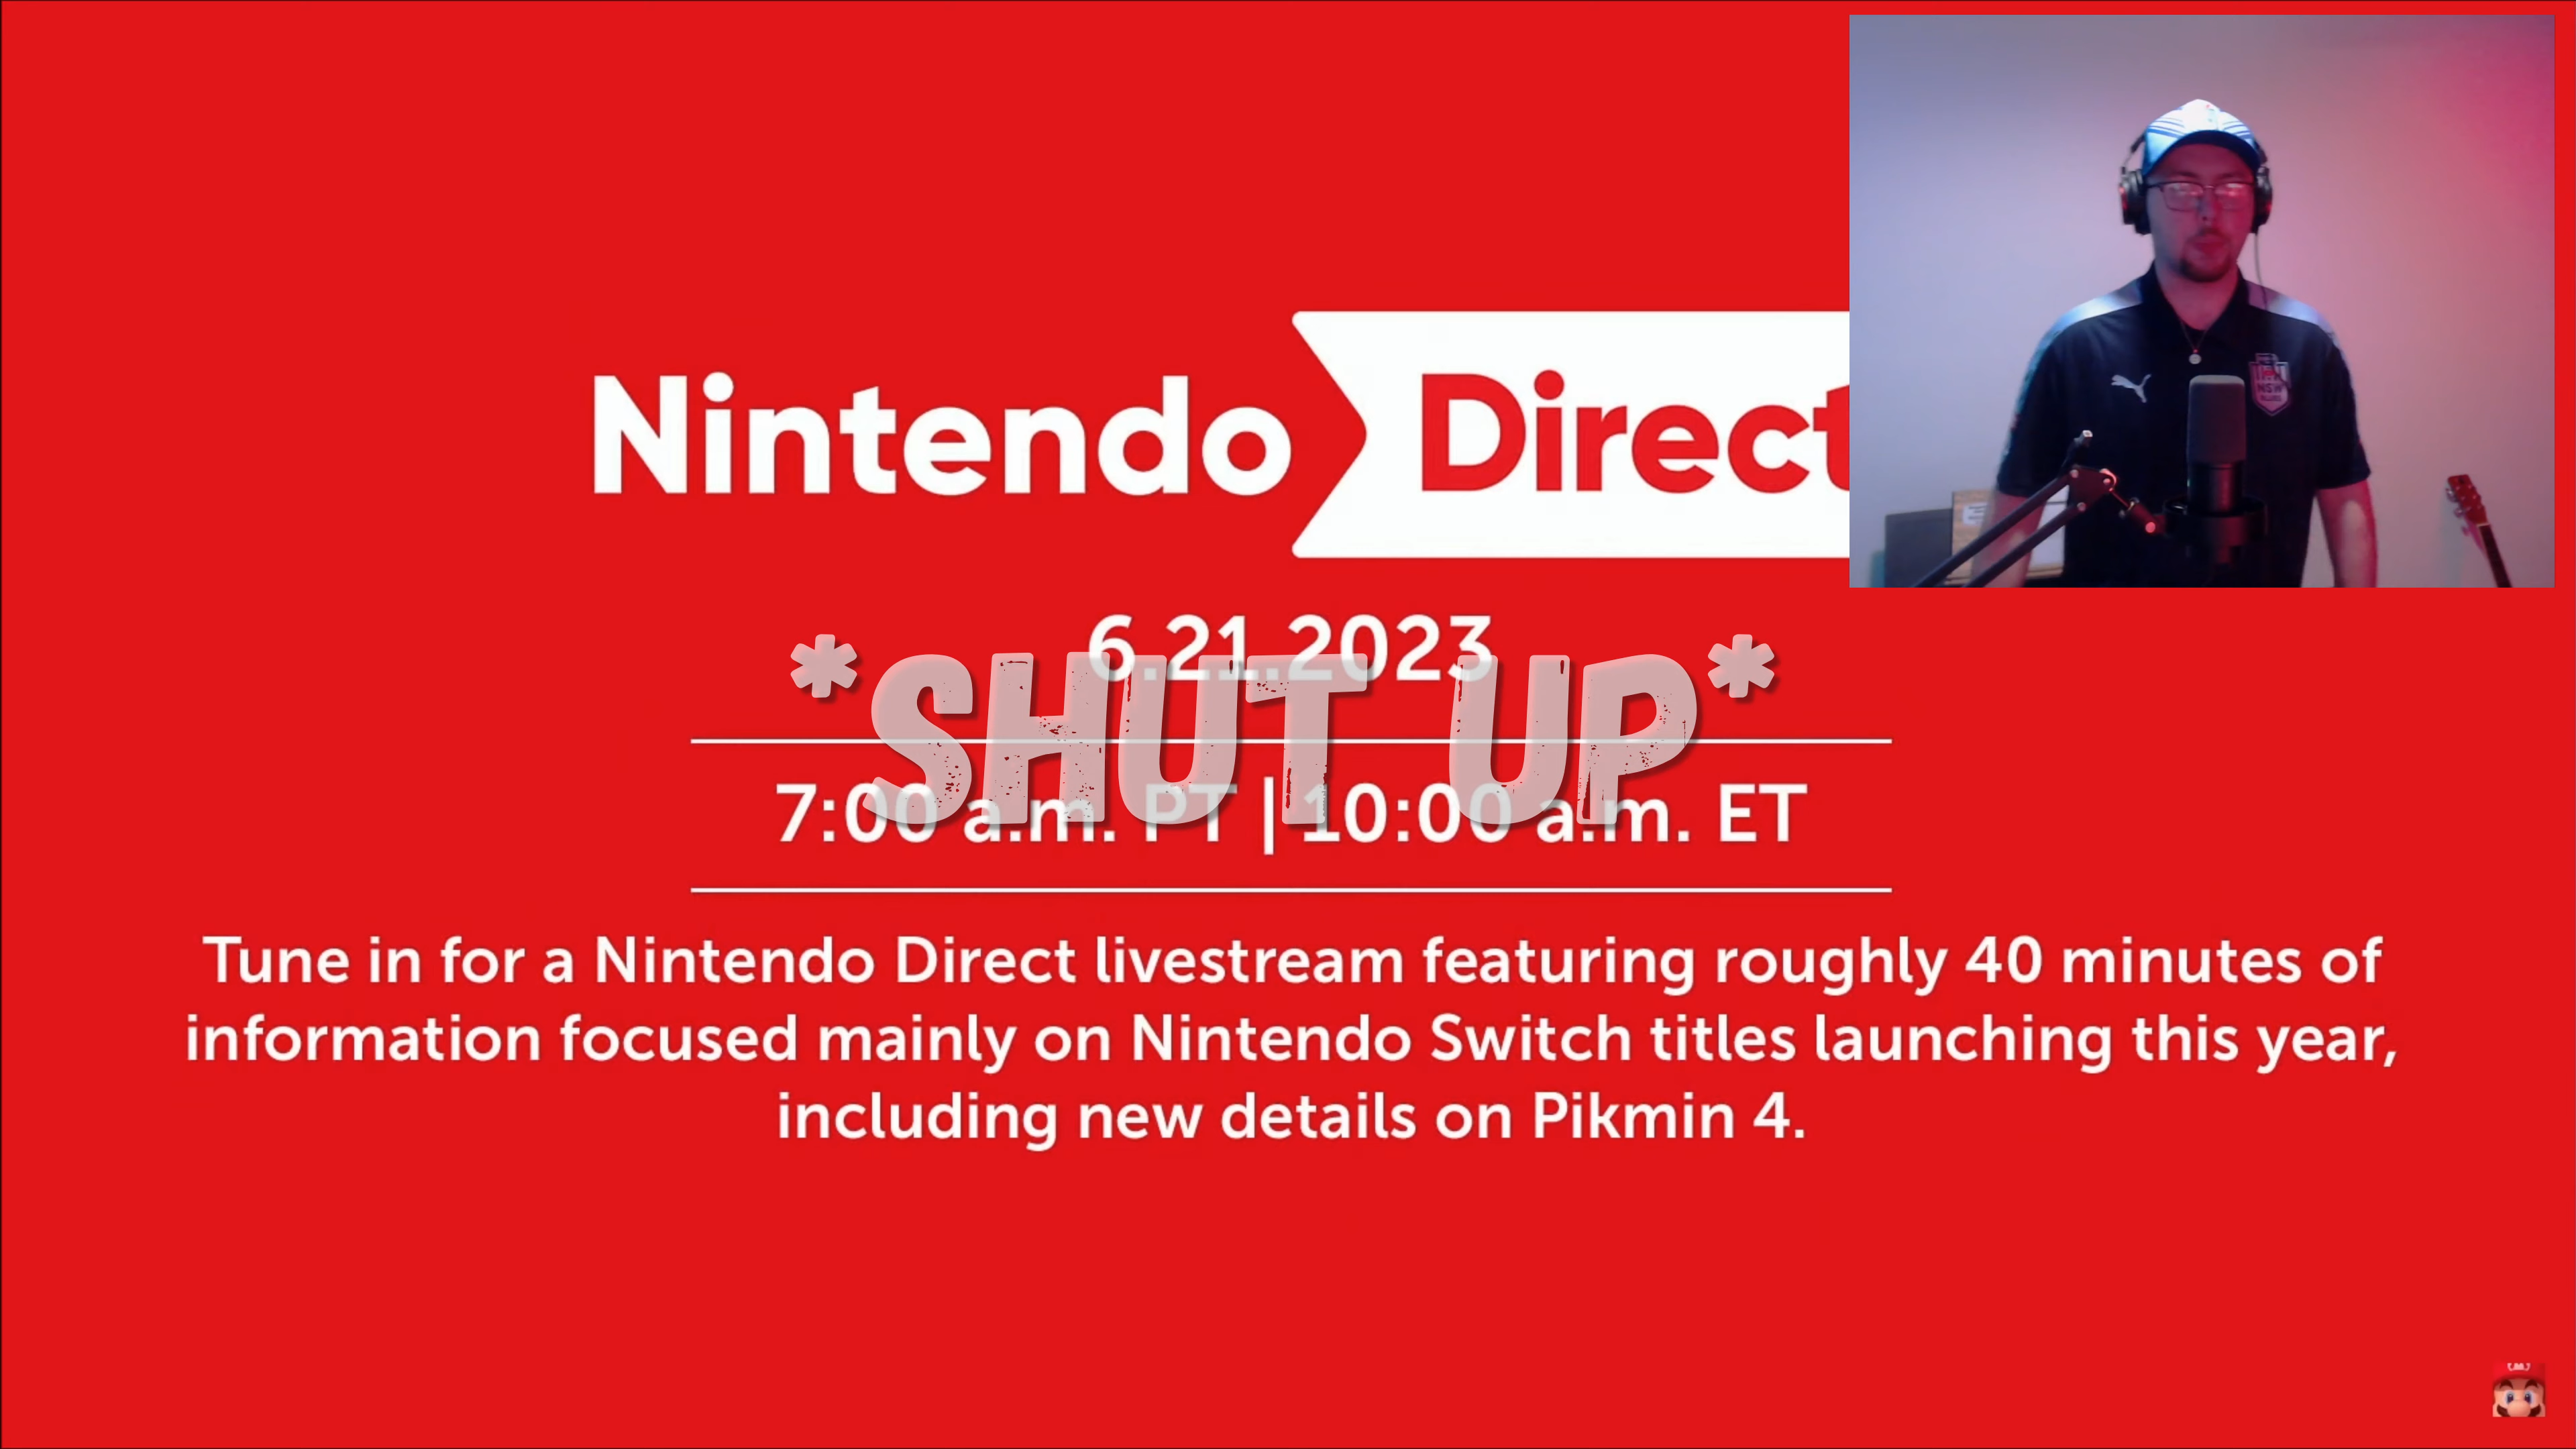 Nintendo Direct
6.21.2023
*SHUT UP*
7:00 a.m. PT | 10:00 a.m. ET
Tune in for a Nintendo Direct livestream featuring roughly 40 minutes of
information focused mainly on Nintendo Switch titles launching this year,
including new details on Pikmin 4.
NSW